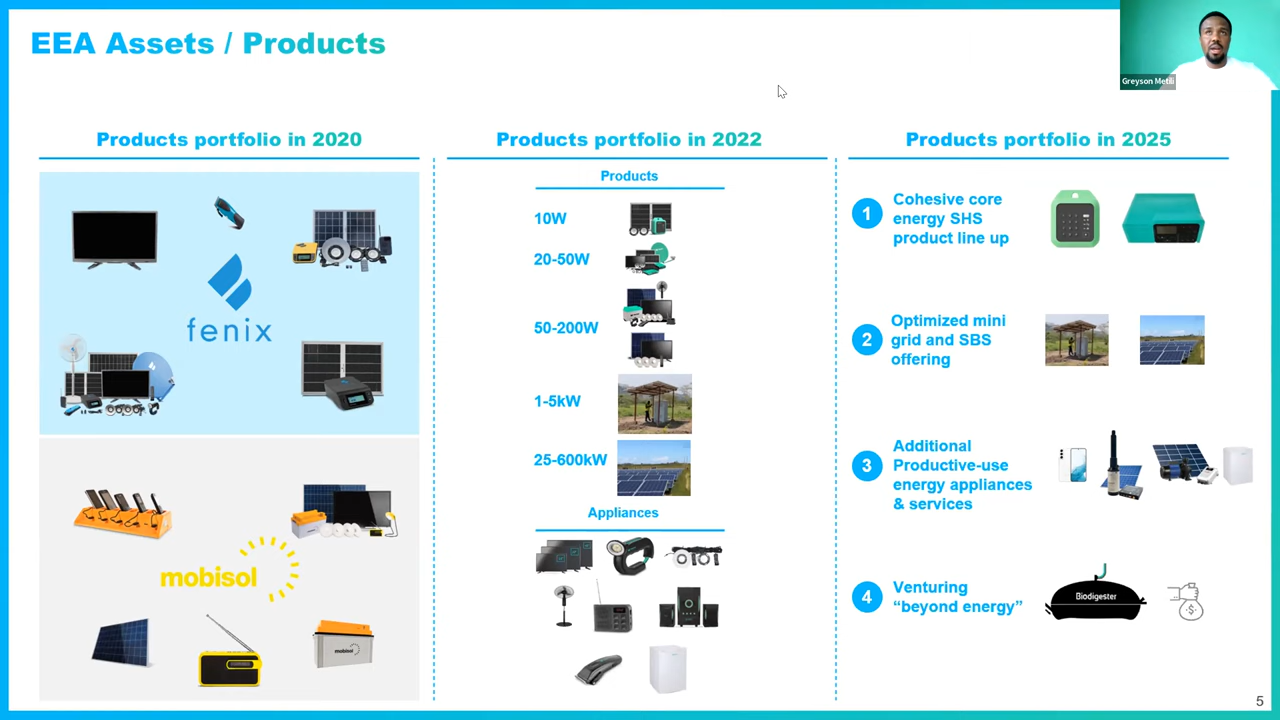 EEA Assets / Products
Greyson Metili
Products portfolio in 2020
fenix
mobisol
mobisol
Products portfolio in 2022
Products
10W
20-50W
50-200W
1-5kW
25-600kW
Appliances
Products portfolio in 2025
1
Cohesive core
energy SHS
product line up
2
Optimized mini
grid and SBS
offering
3
Additional
Productive-use
energy appliances
& services
4
Venturing
“beyond energy”
Biodigester
$
5